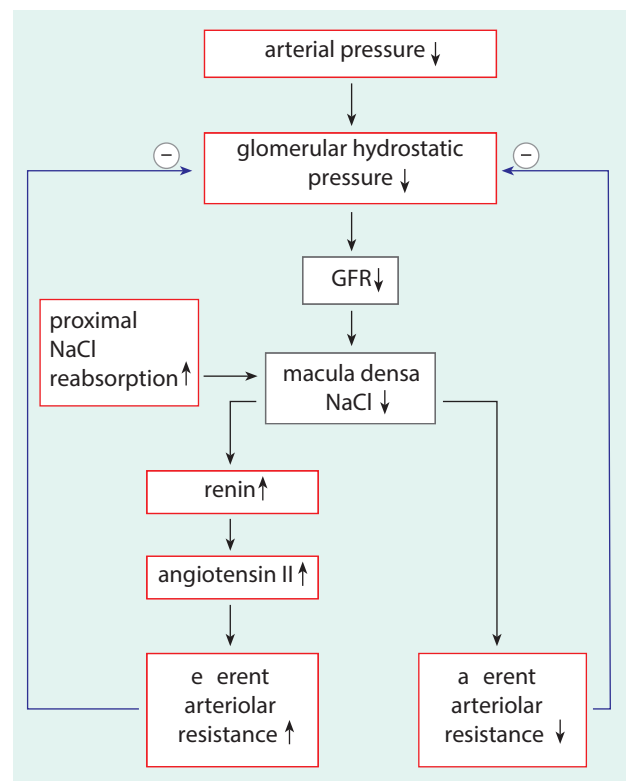 arterial pressure ↓
− −
glomerular hydrostatic
pressure ↓
GFR ↓
proximal
NaCl
reabsorption ↑
macula densa
NaCl ↓
renin ↑
angiotensin II ↑
e erent
arteriolar
resistance ↑
a erent
arteriolar
resistance ↓